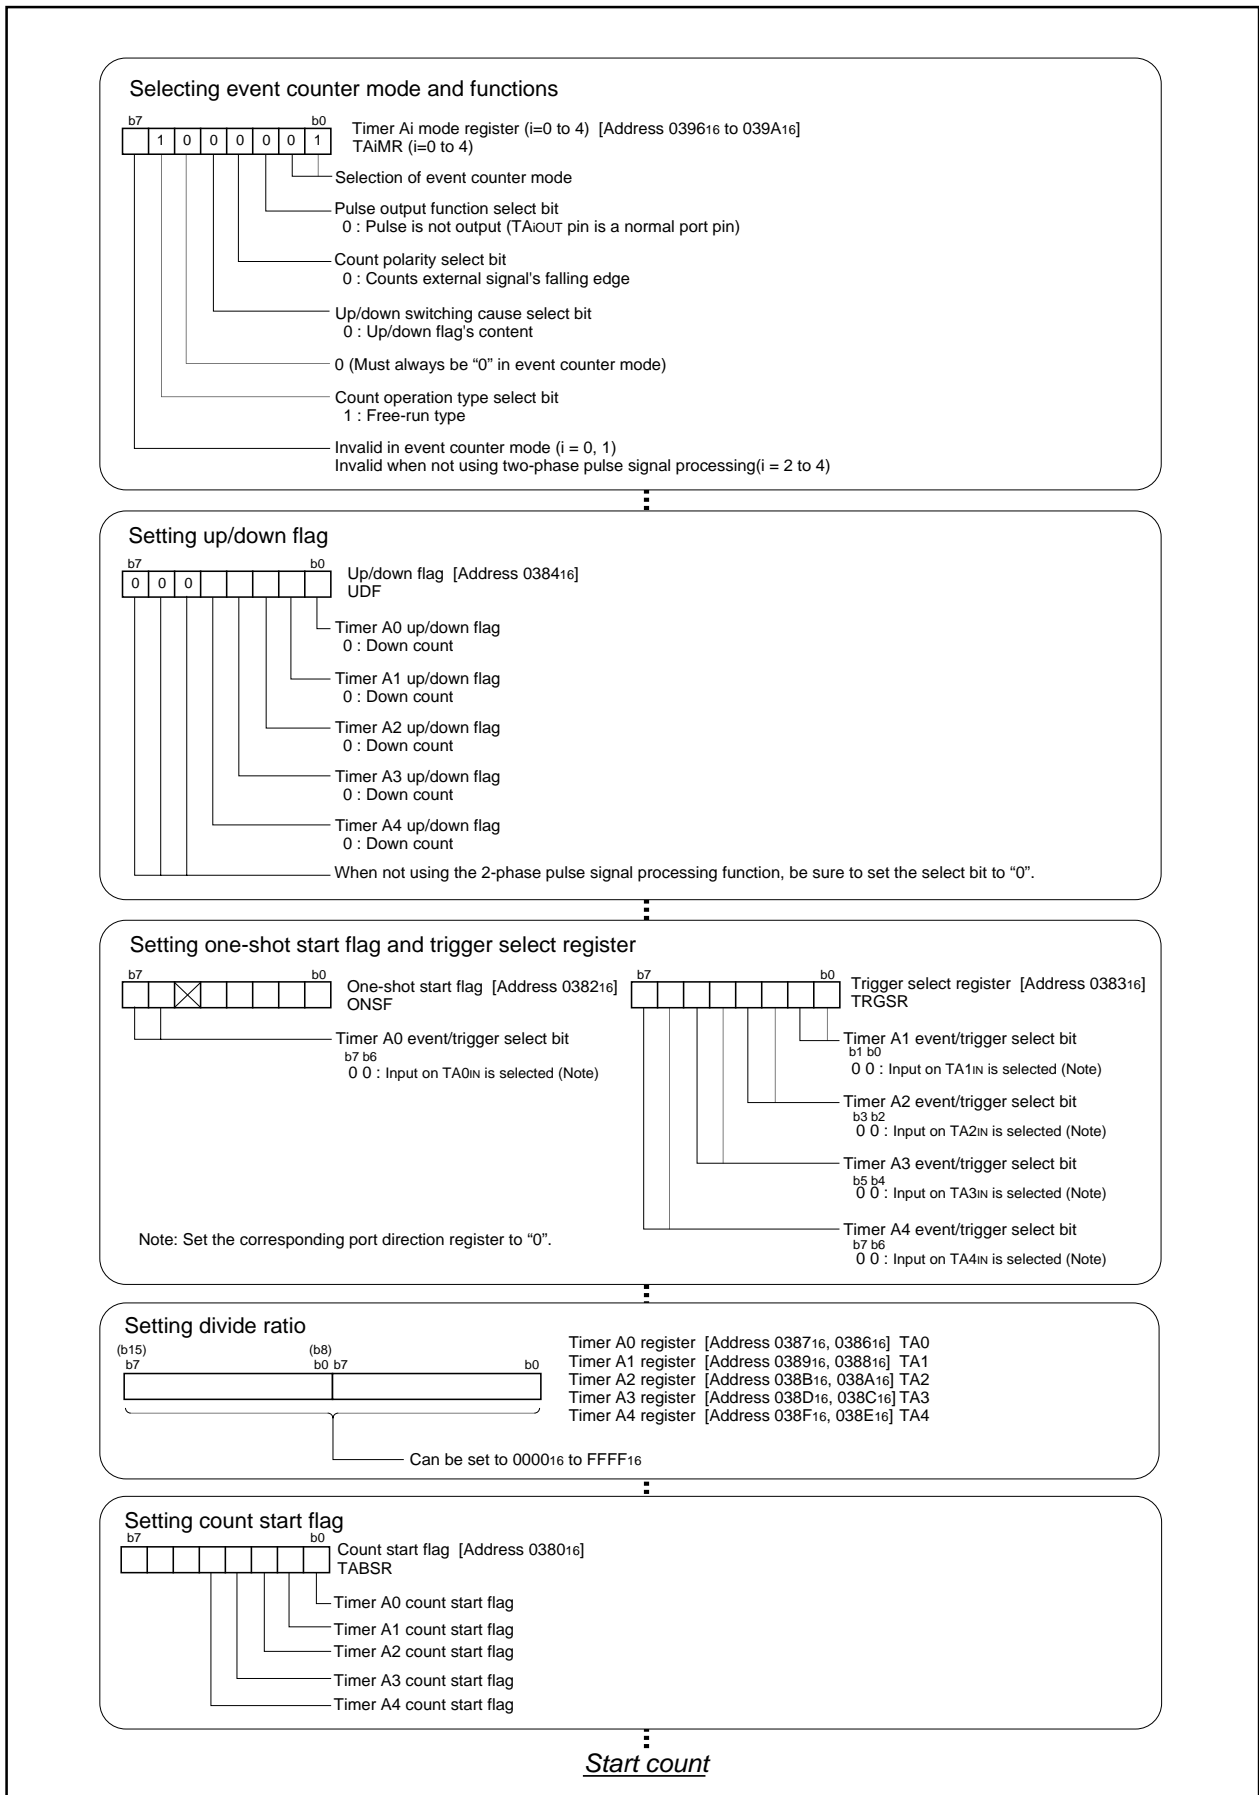 Selecting event counter mode and functions
b7 b0
1 0 0 0 0 0 1
Timer Ai mode register (i=0 to 4) [Address 039616 to 039A16]
TAiMR (i=0 to 4)
Selection of event counter mode
Pulse output function select bit
0 : Pulse is not output (TAiOUT pin is a normal port pin)
Count polarity select bit
0 : Counts external signal's falling edge
Up/down switching cause select bit
0 : Up/down flag's content
0 (Must always be “0” in event counter mode)
Count operation type select bit
1 : Free-run type
Invalid in event counter mode (i = 0, 1)
Invalid when not using two-phase pulse signal processing(i = 2 to 4)
Setting up/down flag
b7 b0
0 0 0
Up/down flag [Address 038416]
UDF
Timer A0 up/down flag
0 : Down count
Timer A1 up/down flag
0 : Down count
Timer A2 up/down flag
0 : Down count
Timer A3 up/down flag
0 : Down count
Timer A4 up/down flag
0 : Down count
When not using the 2-phase pulse signal processing function, be sure to set the select bit to “0”.
Setting one-shot start flag and trigger select register
b7 b0
One-shot start flag [Address 038216]
ONSF
Timer A0 event/trigger select bit
b7 b6
0 0 : Input on TA0IN is selected (Note)
Note: Set the corresponding port direction register to “0”.
b7 b0
Trigger select register [Address 038316]
TRGSR
Timer A1 event/trigger select bit
b1 b0
0 0 : Input on TA1IN is selected (Note)
Timer A2 event/trigger select bit
b3 b2
0 0 : Input on TA2IN is selected (Note)
Timer A3 event/trigger select bit
b5 b4
0 0 : Input on TA3IN is selected (Note)
Timer A4 event/trigger select bit
b7 b6
0 0 : Input on TA4IN is selected (Note)
Setting divide ratio
(b15) (b8)
b7 b0 b7 b0
Timer A0 register [Address 038716, 038616] TA0
Timer A1 register [Address 038916, 038816] TA1
Timer A2 register [Address 038B16, 038A16] TA2
Timer A3 register [Address 038D16, 038C16] TA3
Timer A4 register [Address 038F16, 038E16] TA4
Can be set to 000016 to FFFF16
Setting count start flag
b7 b0
Count start flag [Address 038016]
TABSR
Timer A0 count start flag
Timer A1 count start flag
Timer A2 count start flag
Timer A3 count start flag
Timer A4 count start flag
Start count